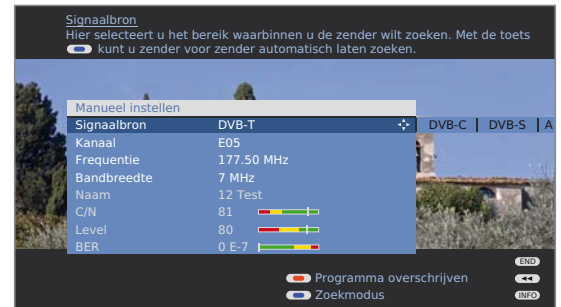 Signaalbron
Hier selecteert u het bereik waarbinnen u de zender wilt zoeken. Met de toets
kunt u zender voor zender automatisch laten zoeken.
Manueel instellen
Signaalbron DVB-T DVB-C DVB-S A
Kanaal E05
Frequentie 177.50 MHz
Bandbreedte 7 MHz
Naam 12 Test
C/N 81
Level 80
BER 0 E-7
END
Programma overschrijven
Zoekmodus INFO